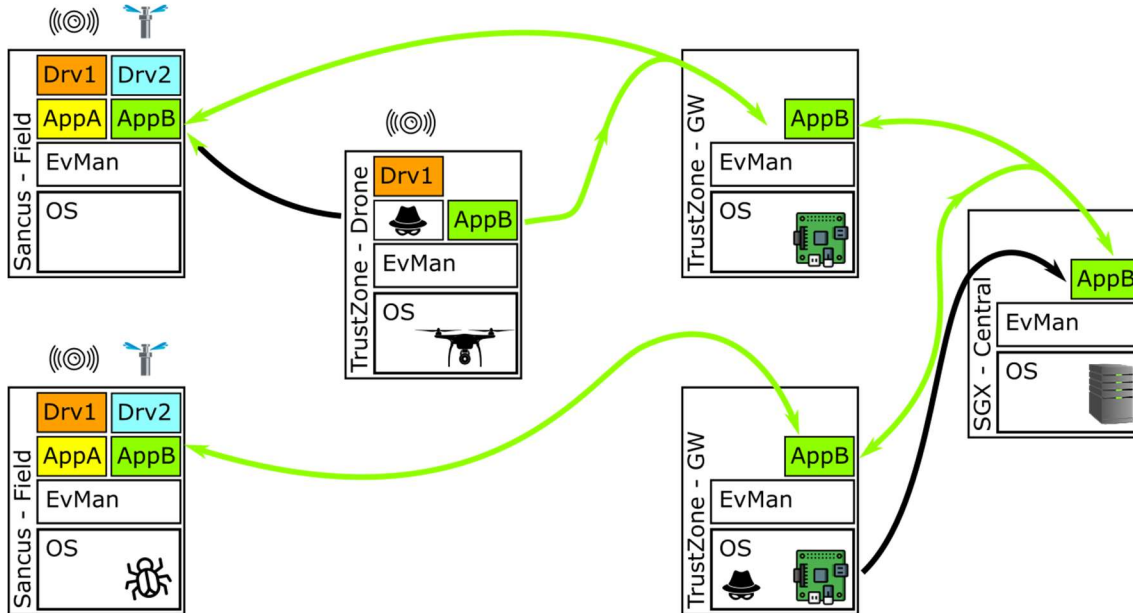 Sancus - Field
Drv1 Drv2
AppA AppB
EvMan
OS
TrustZone - Drone
Drv1
AppB
EvMan
OS
TrustZone - GW
AppB
EvMan
OS
SGX - Central
AppB
EvMan
OS
Sancus - Field
Drv1 Drv2
AppA AppB
EvMan
OS
TrustZone - GW
AppB
EvMan
OS